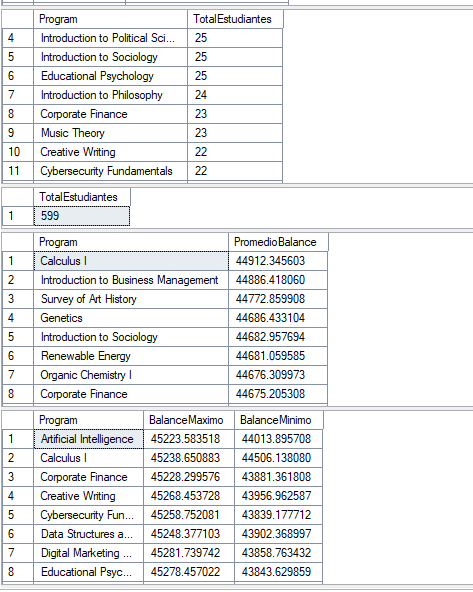 Program TotalEstudiantes
4 Introduction to Political Sci... 25
5 Introduction to Sociology 25
6 Educational Psychology 25
7 Introduction to Philosophy 24
8 Corporate Finance 23
9 Music Theory 23
10 Creative Writing 22
11 Cybersecurity Fundamentals 22
TotalEstudiantes
1 599
Program PromedioBalance
1 Calculus I 44912.345603
2 Introduction to Business Management 44886.418060
3 Survey of Art History 44772.859908
4 Genetics 44686.433104
5 Introduction to Sociology 44682.957694
6 Renewable Energy 44681.059585
7 Organic Chemistry I 44676.309973
8 Corporate Finance 44675.205308
Program BalanceMaximo BalanceMinimo
1 Artificial Intelligence 45223.583518 44013.895708
2 Calculus I 45238.650883 44506.138080
3 Corporate Finance 45228.299576 43881.361808
4 Creative Writing 45268.453728 43956.962587
5 Cybersecurity Fun... 45258.752081 43839.177712
6 Data Structures a... 45248.377103 43902.368997
7 Digital Marketing ... 45281.739742 43858.763432
8 Educational Psyc... 45278.457022 43843.629859